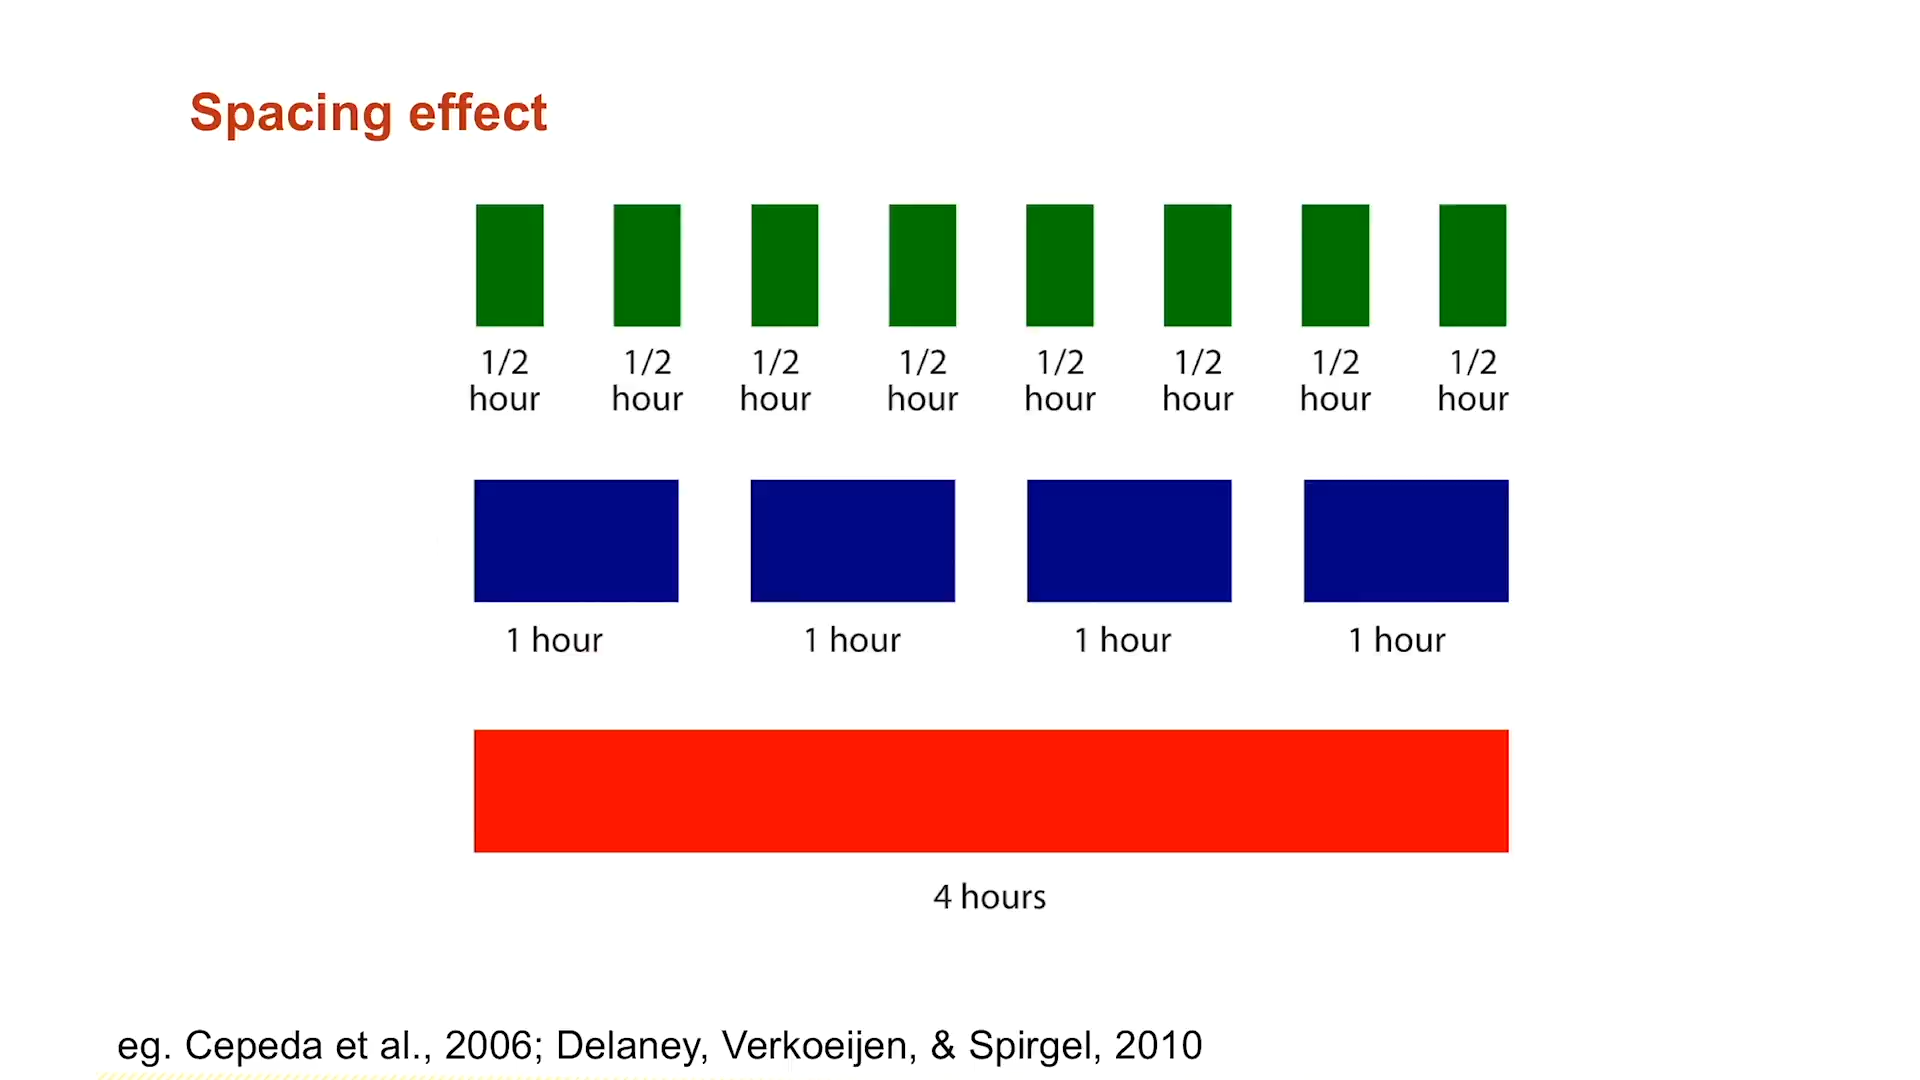 Spacing effect
1/2 1/2 1/2 1/2 1/2 1/2 1/2 1/2
hour hour hour hour hour hour hour hour
1 hour 1 hour 1 hour 1 hour
4 hours
eg. Cepeda et al., 2006; Delaney, Verkoeijen, & Spirgel, 2010